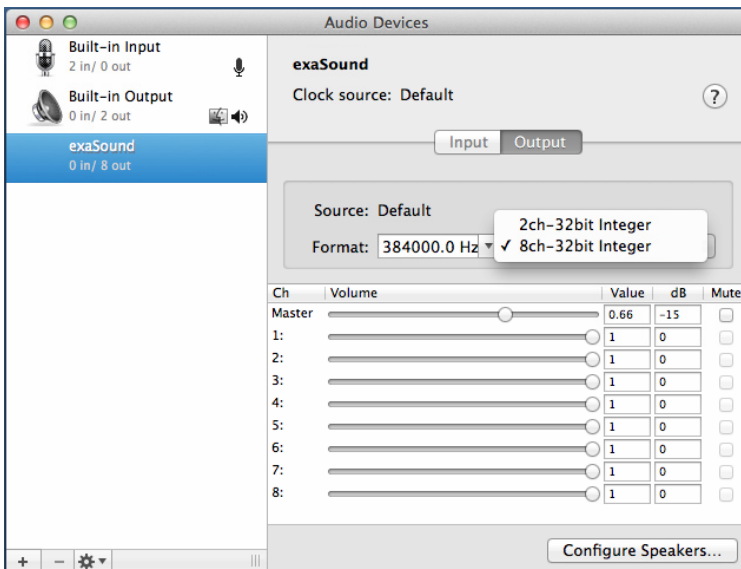 Audio Devices
Built-in Input
2 in/ 0 out
Built-in Output
0 in/ 2 out
exaSound
0 in/ 8 out
exaSound
Clock source: Default
?
Input Output
Source: Default
2ch-32bit Integer
Format: 384000.0 Hz ✓ 8ch-32bit Integer
Ch Volume Value dB Mute
Master 0.66 -15
1: 1 0
2: 1 0
3: 1 0
4: 1 0
5: 1 0
6: 1 0
7: 1 0
8: 1 0
+ − Configure Speakers...